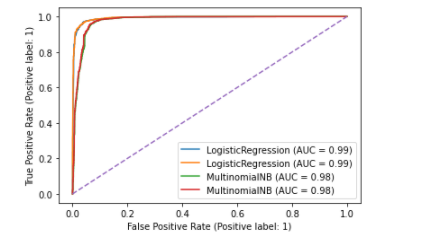 1.0
0.8
0.6
0.4
0.2
0.0
True Positive Rate (Positive label: 1)
LogisticRegression (AUC = 0.99)
LogisticRegression (AUC = 0.99)
MultinomialNB (AUC = 0.98)
MultinomialNB (AUC = 0.98)
0.0 0.2 0.4 0.6 0.8 1.0
False Positive Rate (Positive label: 1)